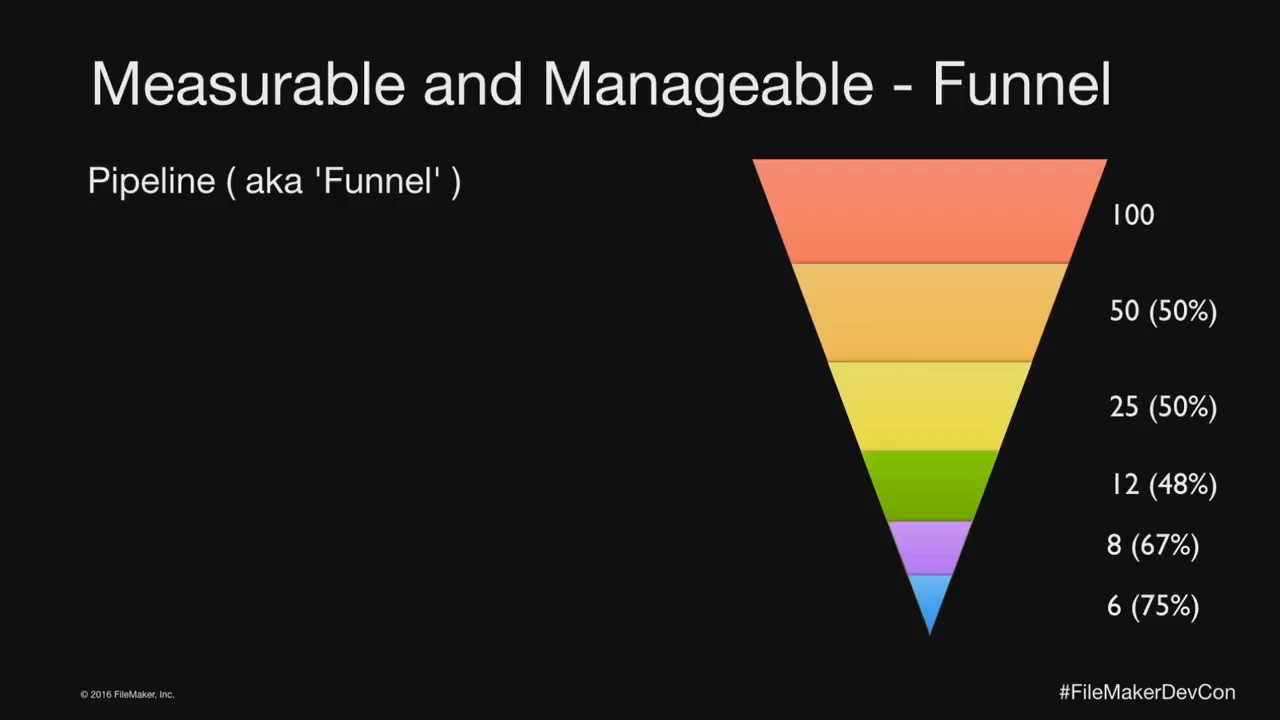 Measurable and Manageable - Funnel
Pipeline ( aka 'Funnel' )
100
50 (50%)
25 (50%)
12 (48%)
8 (67%)
6 (75%)
© 2016 FileMaker, Inc.
#FileMakerDevCon